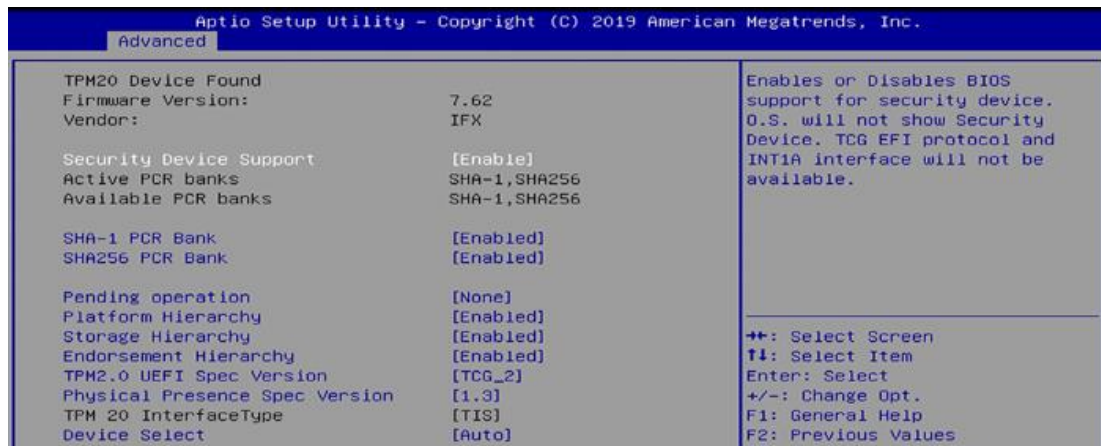 Aptio Setup Utility – Copyright (C) 2019 American Megatrends, Inc.
Advanced
TPM20 Device Found
Firmware Version: 7.62
Vendor: IFX
Security Device Support [Enable]
Active PCR banks SHA-1,SHA256
Available PCR banks SHA-1,SHA256
SHA-1 PCR Bank [Enabled]
SHA256 PCR Bank [Enabled]
Pending operation [None]
Platform Hierarchy [Enabled]
Storage Hierarchy [Enabled]
Endorsement Hierarchy [Enabled]
TPM2.0 UEFI Spec Version [TCG_2]
Physical Presence Spec Version [1.3]
TPM 20 InterfaceType [TIS]
Device Select [Auto]
Enables or Disables BIOS
support for security device.
O.S. will not show Security
Device. TCG EFI protocol and
INT1A interface will not be
available.
→←: Select Screen
↑↓: Select Item
Enter: Select
+/-: Change Opt.
F1: General Help
F2: Previous Values